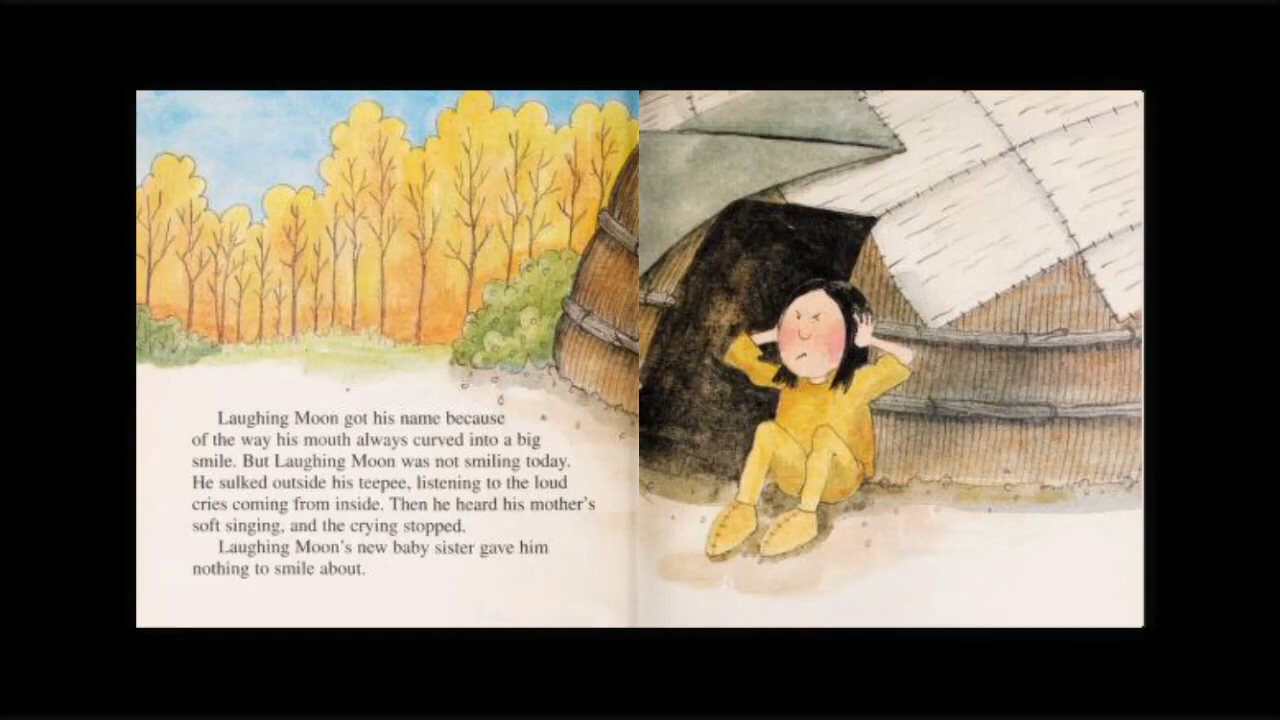 Laughing Moon got his name because
of the way his mouth always curved into a big
smile. But Laughing Moon was not smiling today.
He sulked outside his teepee, listening to the loud
cries coming from inside. Then he heard his mother's
soft singing, and the crying stopped.
Laughing Moon's new baby sister gave him
nothing to smile about.